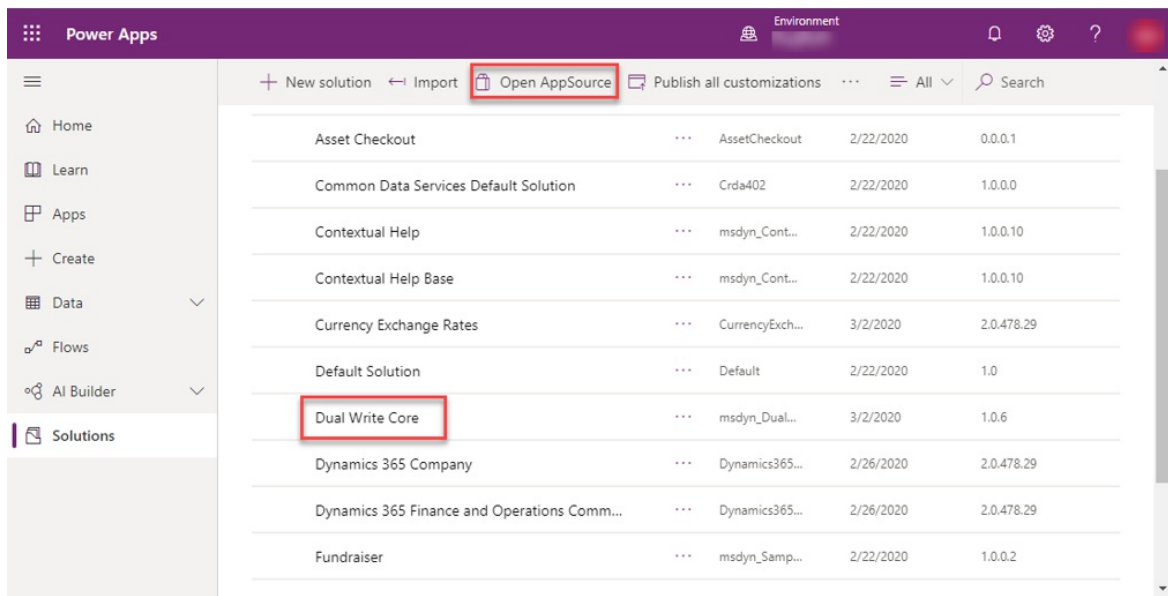 Power Apps
Environment
?
+ New solution
Import
Open AppSource
Publish all customizations
...
All
Search
Home
Learn
Apps
Create
Data
Flows
AI Builder
Solutions
Asset Checkout ... AssetCheckout 2/22/2020 0.0.0.1
Common Data Services Default Solution ... Crda402 2/22/2020 1.0.0.0
Contextual Help ... msdyn_Cont... 2/22/2020 1.0.0.10
Contextual Help Base ... msdyn_Cont... 2/22/2020 1.0.0.10
Currency Exchange Rates ... CurrencyExch... 3/2/2020 2.0.478.29
Default Solution ... Default 2/22/2020 1.0
Dual Write Core ... msdyn_Dual... 3/2/2020 1.0.6
Dynamics 365 Company ... Dynamics365... 2/26/2020 2.0.478.29
Dynamics 365 Finance and Operations Comm... ... Dynamics365... 2/26/2020 2.0.478.29
Fundraiser ... msdyn_Samp... 2/22/2020 1.0.0.2